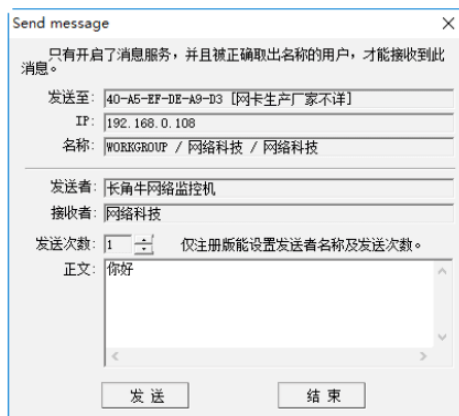 Send message
只有开启了消息服务，并且被正确取出名称的用户，才能接收到此
消息。
发送至: 40-A5-EF-DE-A9-D3 [网卡生产厂家不详]
IP: 192.168.0.108
名称: WORKGROUP / 网络科技 / 网络科技
发送者: 长角牛网络监控机
接收者: 网络科技
发送次数: 1 仅注册版能设置发送者名称及发送次数。
正文: 你好
发 送 结 束